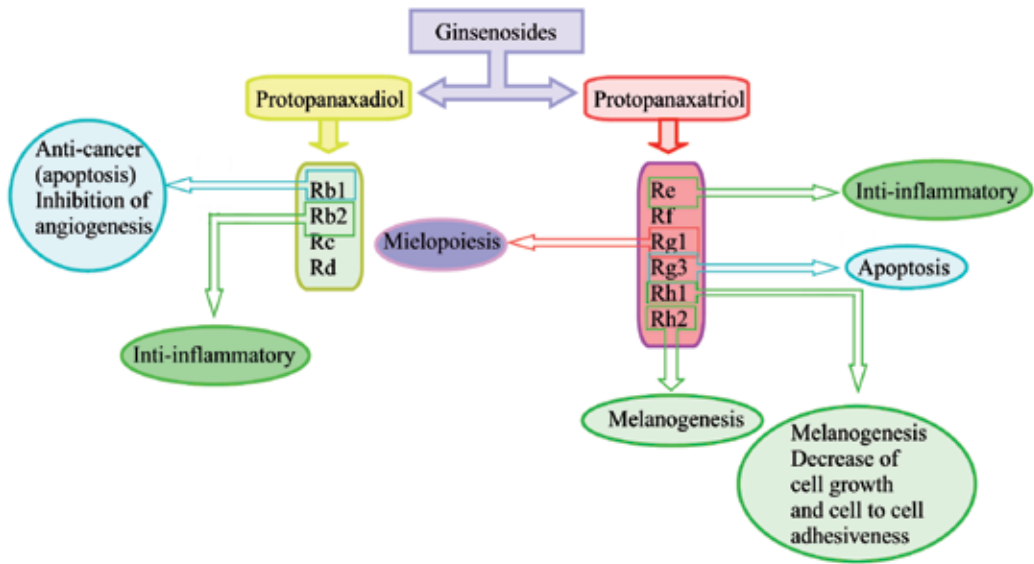 Ginsenosides
Protopanaxadiol
Protopanaxatriol
Anti-cancer
(apoptosis)
Inhibition of
angiogenesis
Rb1
Rb2
Rc
Rd
Inti-inflammatory
Mielopoiesis
Re
Rf
Rg1
Rg3
Rh1
Rh2
Inti-inflammatory
Apoptosis
Melanogenesis
Melanogenesis
Decrease of
cell growth
and cell to cell
adhesiveness